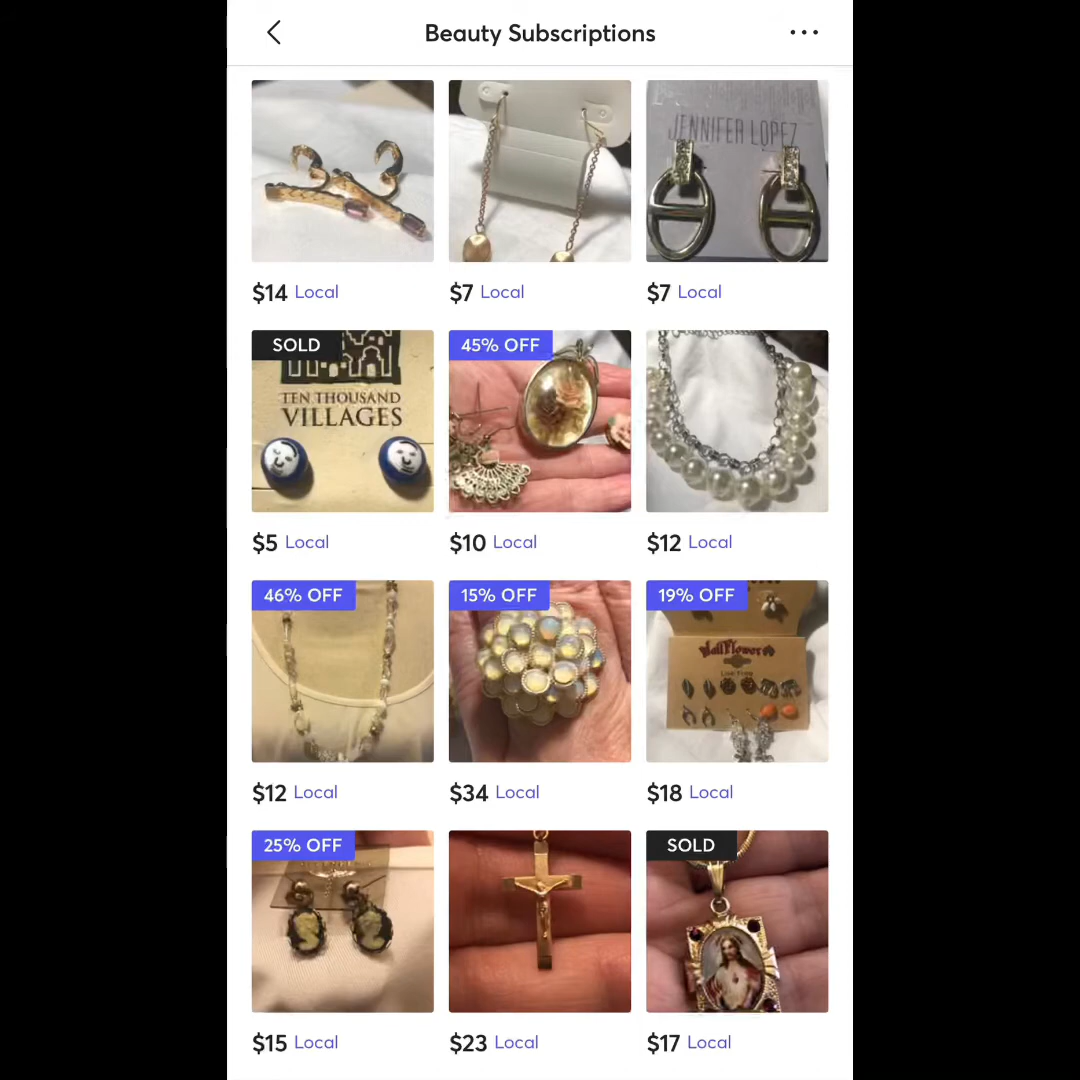 Beauty Subscriptions
JENNIFER LOPEZ
$14 Local
$7 Local
$7 Local
SOLD
TEN THOUSAND
VILLAGES
45% OFF
$5 Local
$10 Local
$12 Local
46% OFF
15% OFF
19% OFF
WallFlower
$12 Local
$34 Local
$18 Local
25% OFF
SOLD
$15 Local
$23 Local
$17 Local